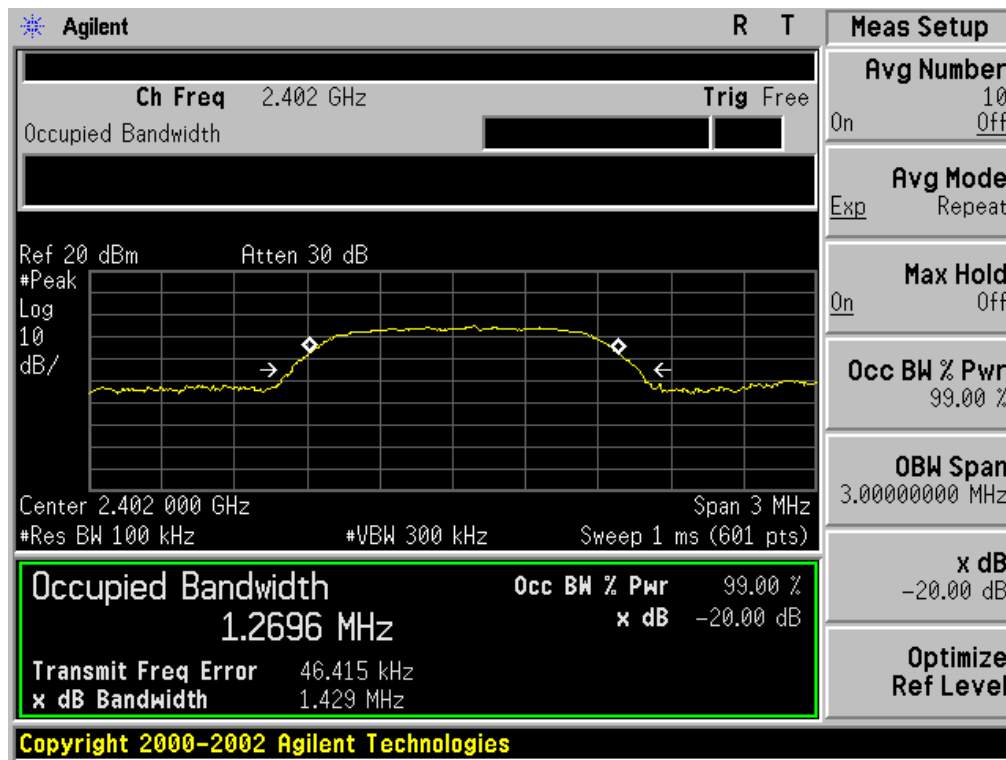 Agilent R T
Ch Freq 2.402 GHz Trig Free
Occupied Bandwidth
Ref 20 dBm Atten 30 dB
#Peak
Log
10
dB/
Center 2.402 000 GHz Span 3 MHz
#Res BW 100 kHz #VBW 300 kHz Sweep 1 ms (601 pts)
Occupied Bandwidth Occ BW % Pwr 99.00 %
1.2696 MHz x dB -20.00 dB
Transmit Freq Error 46.415 kHz
x dB Bandwidth 1.429 MHz
Copyright 2000-2002 Agilent Technologies
Meas Setup
Avg Number
10
On Off
Avg Mode
Exp Repeat
Max Hold
On Off
Occ BW % Pwr
99.00 %
OBW Span
3.00000000 MHz
x dB
-20.00 dB
Optimize
Ref Level